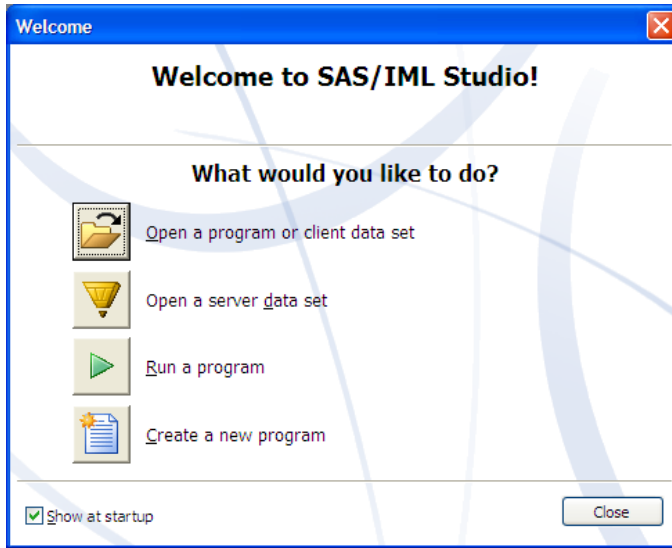 Welcome
Welcome to SAS/IML Studio!
What would you like to do?
Open a program or client data set
Open a server data set
Run a program
Create a new program
Show at startup
Close